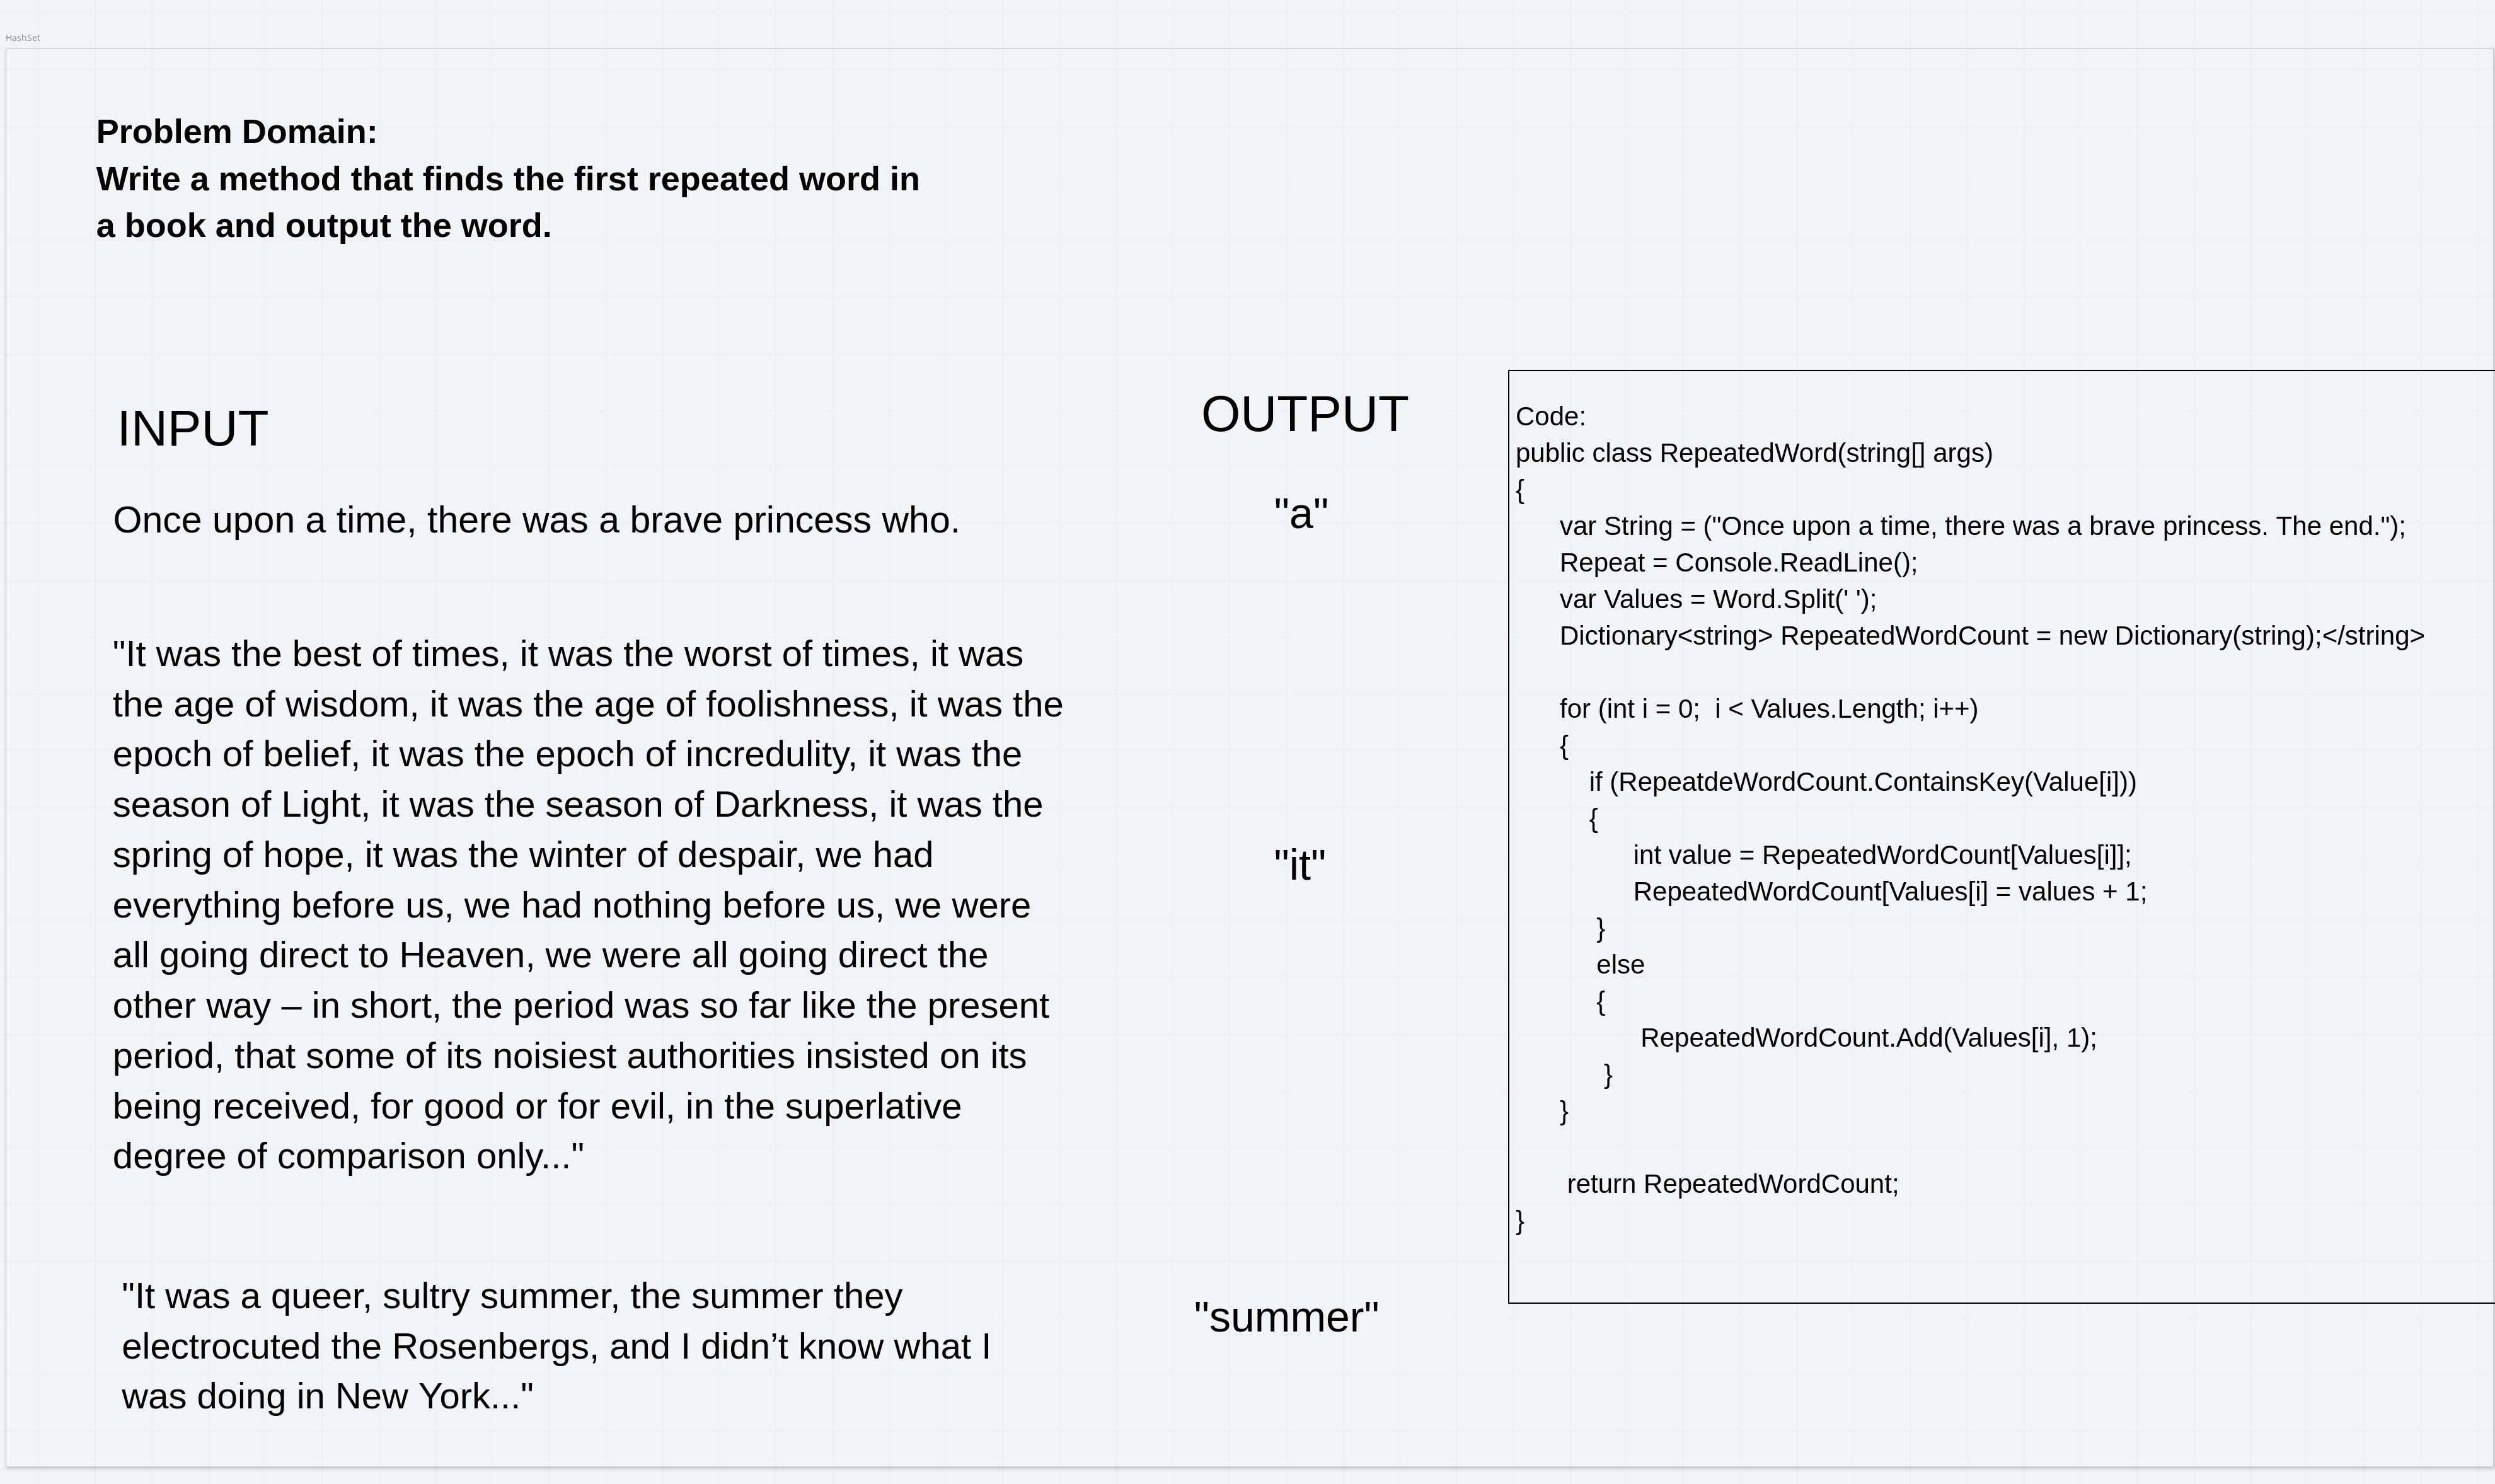 HashSet
Problem Domain:
Write a method that finds the first repeated word in
a book and output the word.
INPUT
OUTPUT
Once upon a time, there was a brave princess who.
"a"
"It was the best of times, it was the worst of times, it was
the age of wisdom, it was the age of foolishness, it was the
epoch of belief, it was the epoch of incredulity, it was the
season of Light, it was the season of Darkness, it was the
spring of hope, it was the winter of despair, we had
everything before us, we had nothing before us, we were
all going direct to Heaven, we were all going direct the
other way – in short, the period was so far like the present
period, that some of its noisiest authorities insisted on its
being received, for good or for evil, in the superlative
degree of comparison only..."
"it"
"It was a queer, sultry summer, the summer they
electrocuted the Rosenbergs, and I didn’t know what I
was doing in New York..."
"summer"
Code:
public class RepeatedWord(string[] args)
{
var String = ("Once upon a time, there was a brave princess. The end.");
Repeat = Console.ReadLine();
var Values = Word.Split(' ');
Dictionary<string> RepeatedWordCount = new Dictionary(string);</string>
for (int i = 0;  i < Values.Length; i++)
{
if (RepeatdeWordCount.ContainsKey(Value[i]))
{
int value = RepeatedWordCount[Values[i]];
RepeatedWordCount[Values[i] = values + 1;
}
else
{
RepeatedWordCount.Add(Values[i], 1);
}
}
return RepeatedWordCount;
}